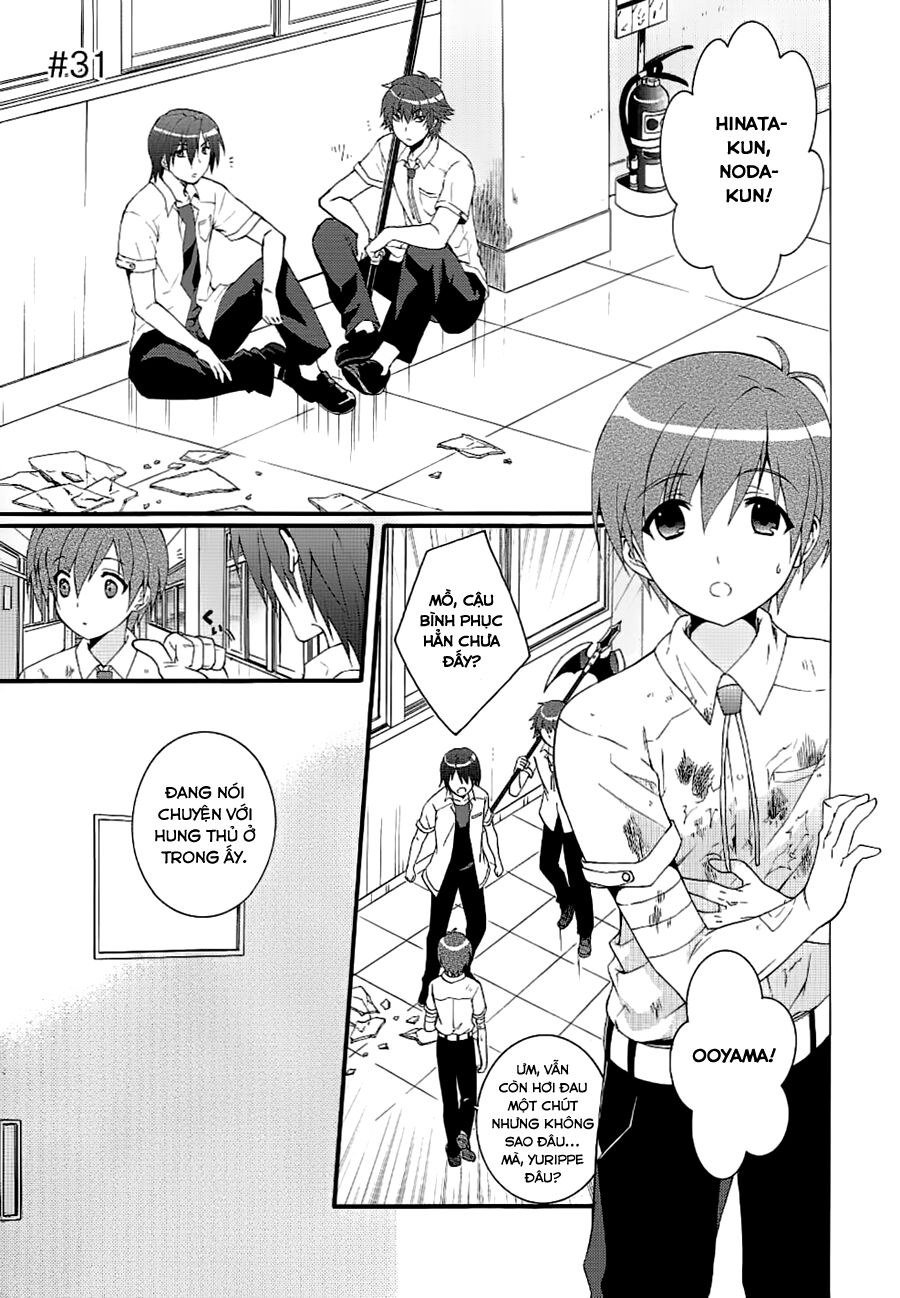 #31
HINATA-
KUN,
NODA-
KUN!
OOYAMA!
MỒ, CẬU
BÌNH PHỤC
HẲN CHƯA
ĐẤY?
ƯM, VẪN
CÒN HƠI ĐAU
MỘT CHÚT
NHƯNG KHÔNG
SAO ĐÂU...
MÀ, YURIPPE
ĐÂU?
ĐANG NÓI
CHUYỆN VỚI
HUNG THỦ Ở
TRONG ẤY.